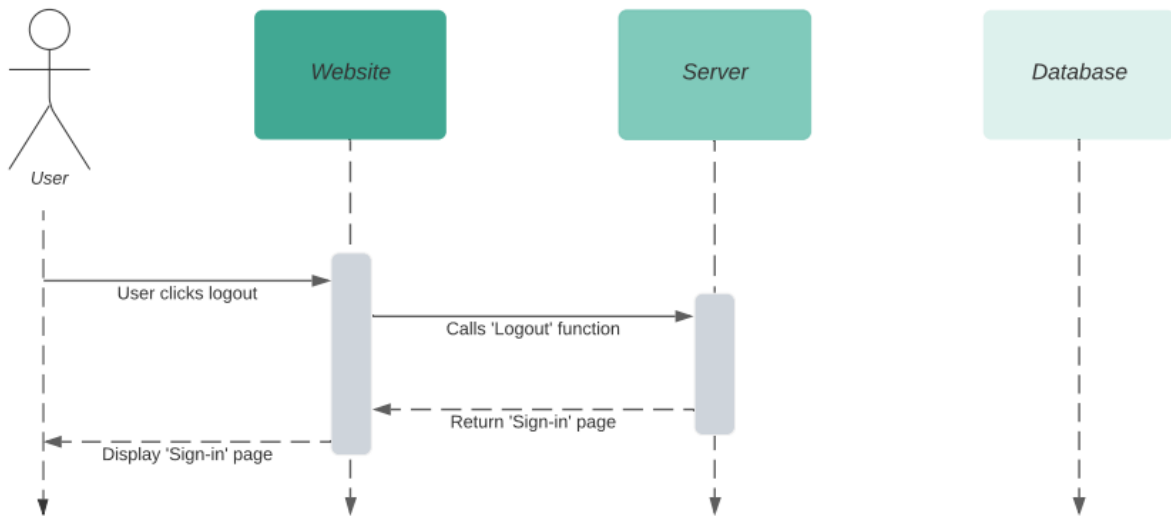 Website
Server
Database
User
User clicks logout
Calls 'Logout' function
Return 'Sign-in' page
Display 'Sign-in' page